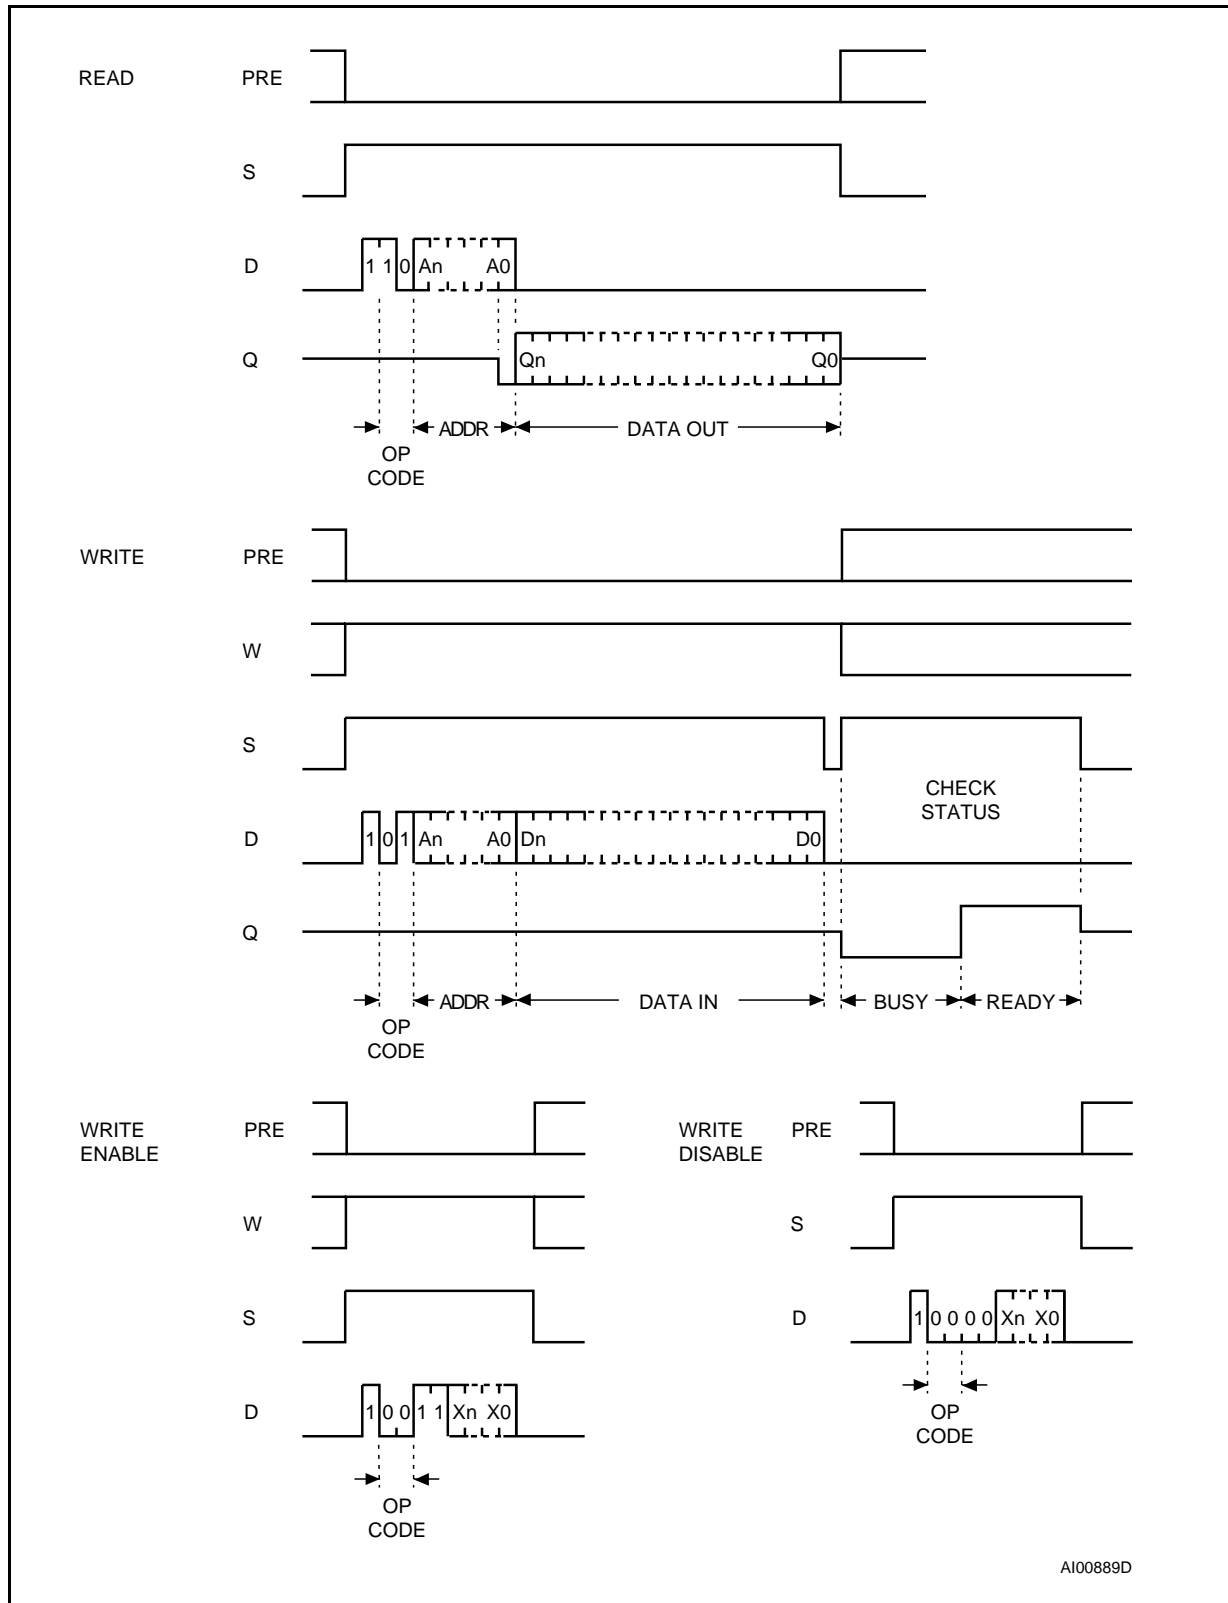 READ PRE
S
D 1 1 0 An A0
Q Qn Q0
ADDR DATA OUT
OP
CODE
WRITE PRE
W
S
CHECK
STATUS
D 1 0 1 An A0 Dn D0
Q
ADDR DATA IN BUSY READY
OP
CODE
WRITE
ENABLE
PRE
W
S
D 1 0 0 1 1 Xn X0
OP
CODE
WRITE
DISABLE
PRE
S
D 1 0 0 0 0 Xn X0
OP
CODE
AI00889D